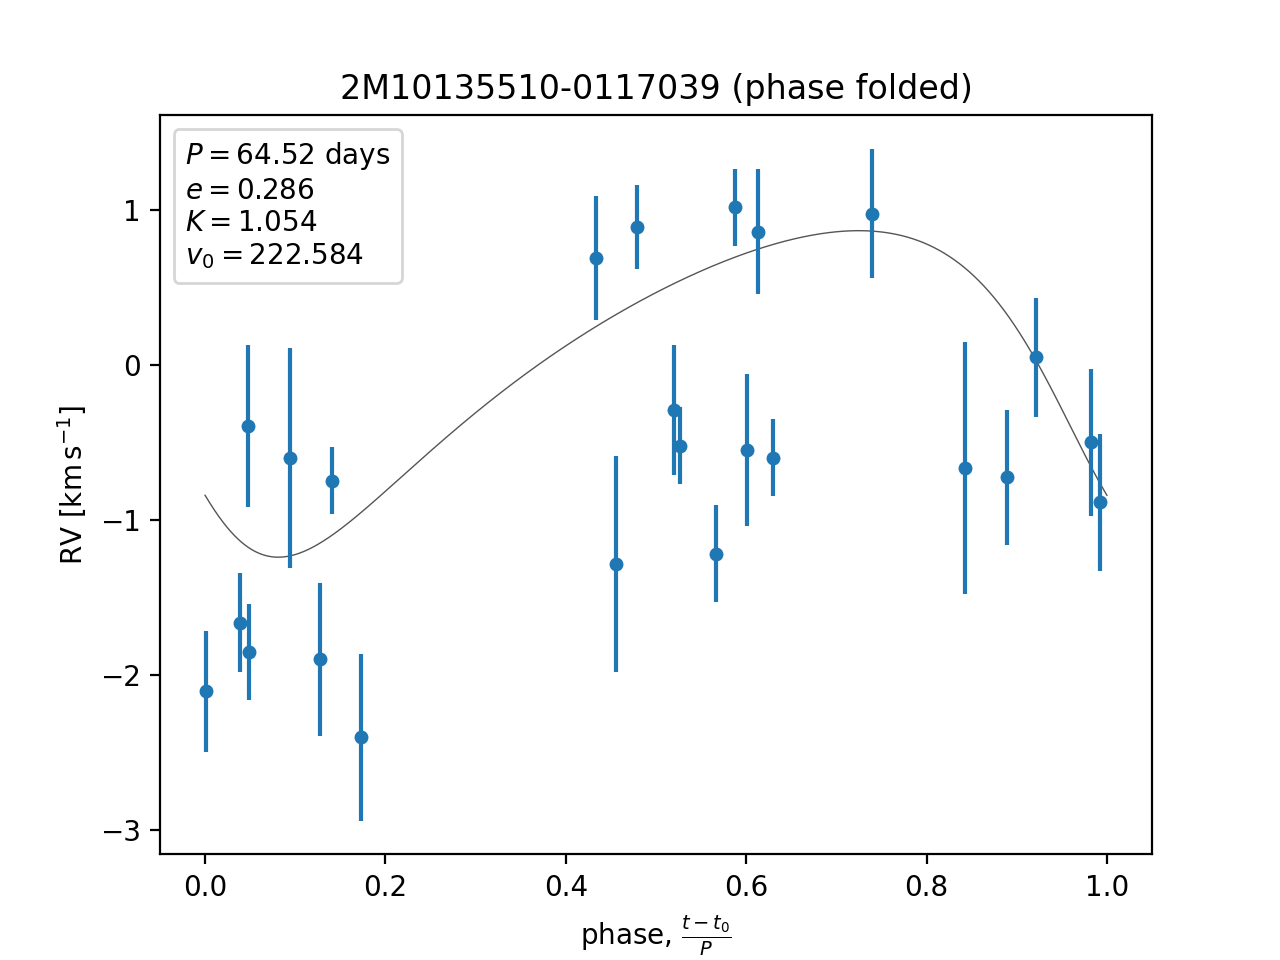 2M10135510-0117039 (phase folded)
P = 64.52 days
e = 0.286
K = 1.054
v₀ = 222.584
1
0
−1
−2
−3
RV [km s⁻¹]
0.0 0.2 0.4 0.6 0.8 1.0
phase, (t − t₀)/P